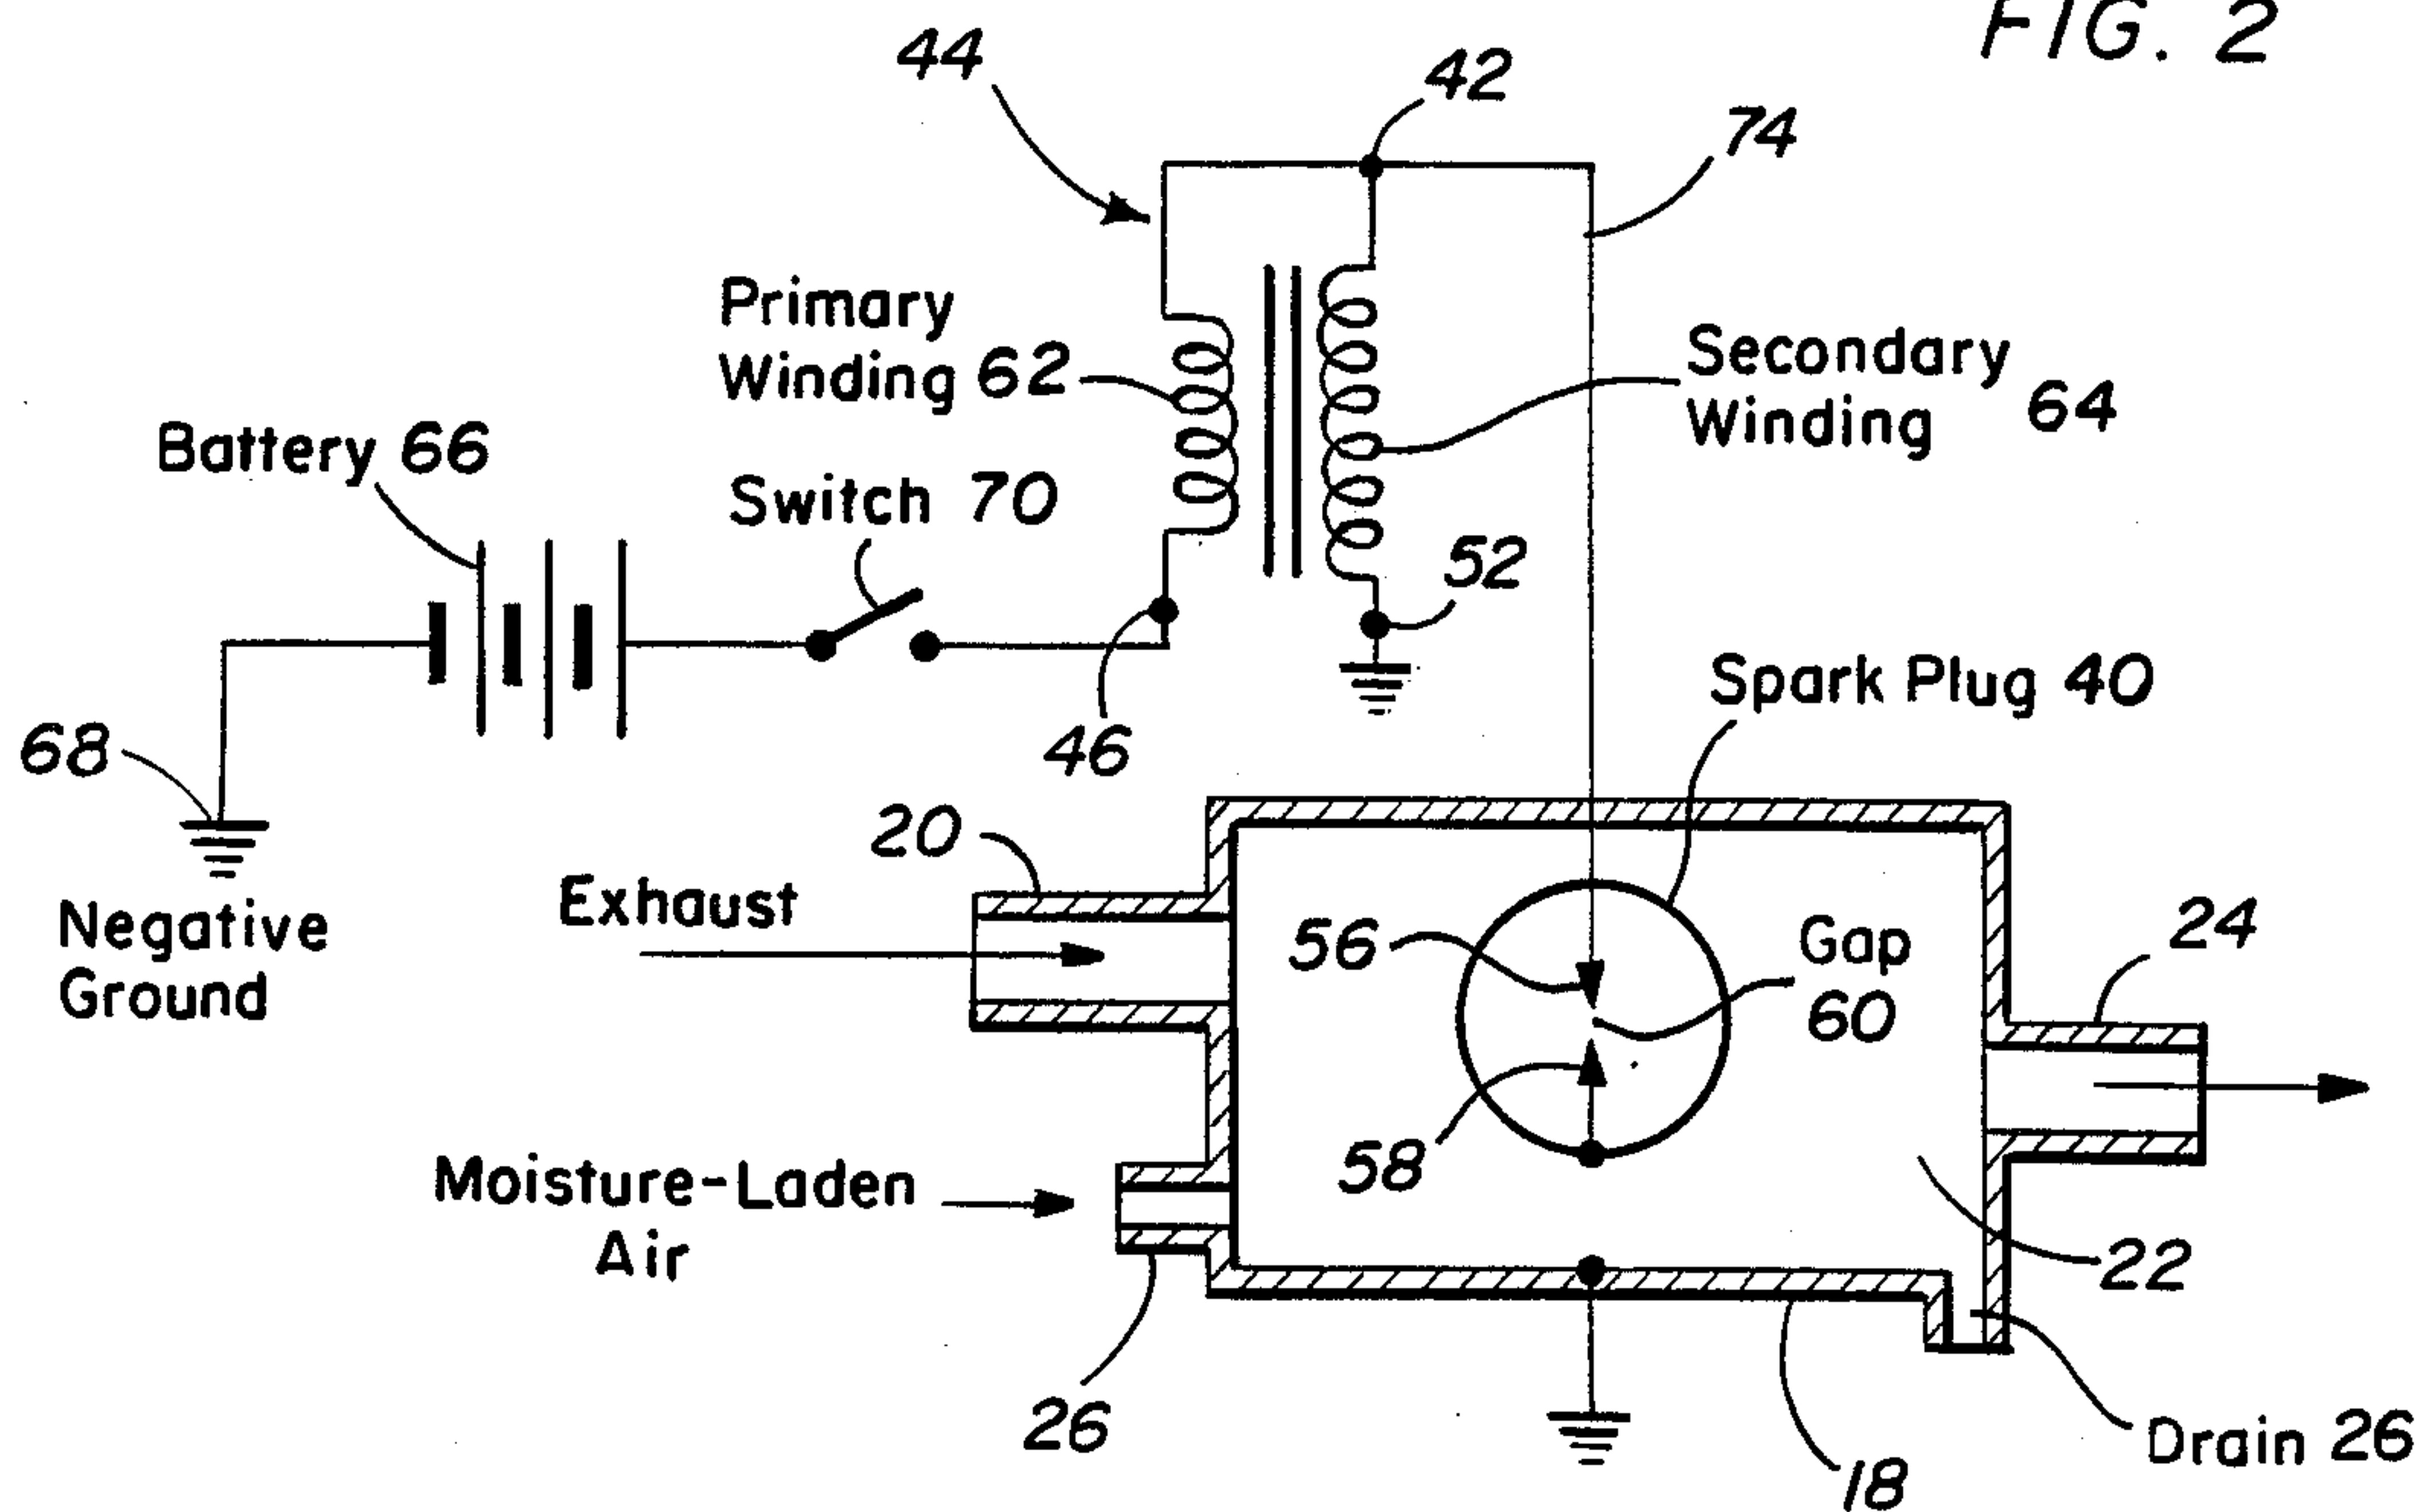 FIG. 2
44
42
74
Primary
Winding 62
Secondary
Winding 64
Battery 66
Switch 70
52
46
68
Negative
Ground
Spark Plug 40
20
Exhaust
56
Gap
60
24
58
Moisture-Laden
Air
22
26
Drain 26
18